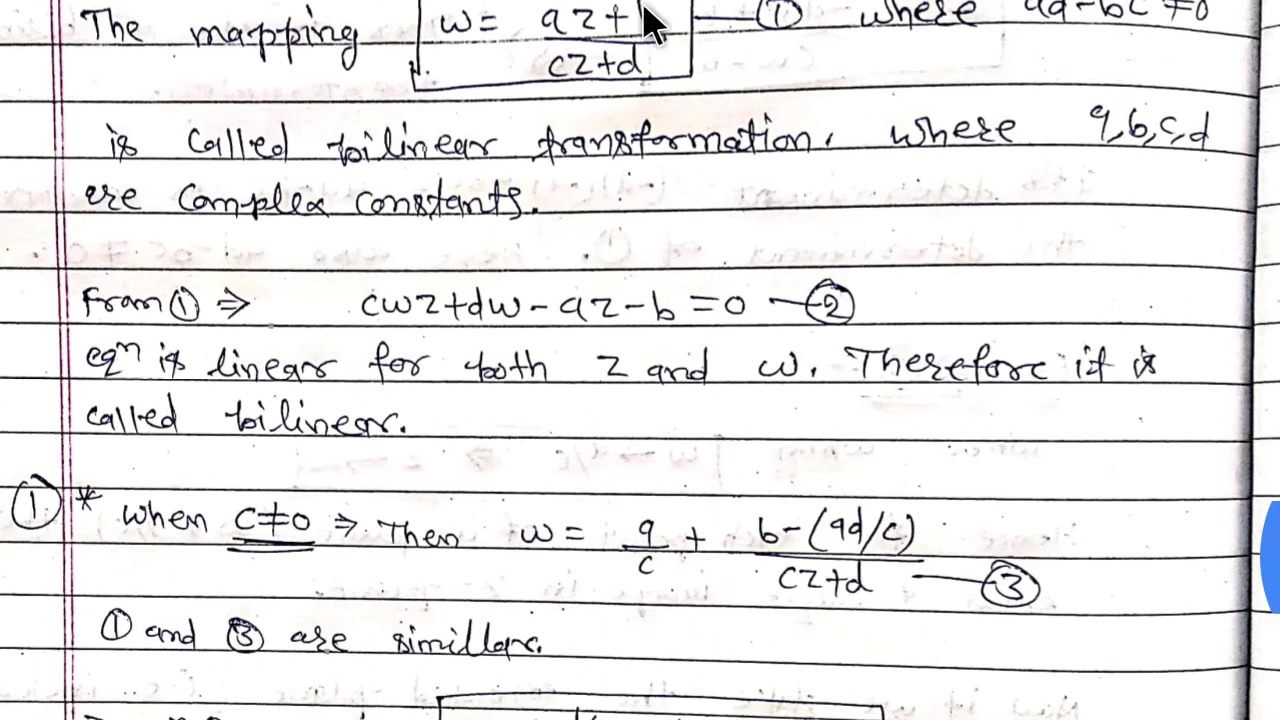 The mapping w = az+ / cz+d — ① where ad-bc ≠0
is called bilinear transformation, where a,b,c,d
are complex constants.
From ① ⇒ cwz+dw-az-b=0 —②
eqn is linear for both z and w. Therefore it is
called bilinear.
① * when c≠0 ⇒ Then w = a/c + b-(ad/c) / cz+d —③
① and ③ are simillar.